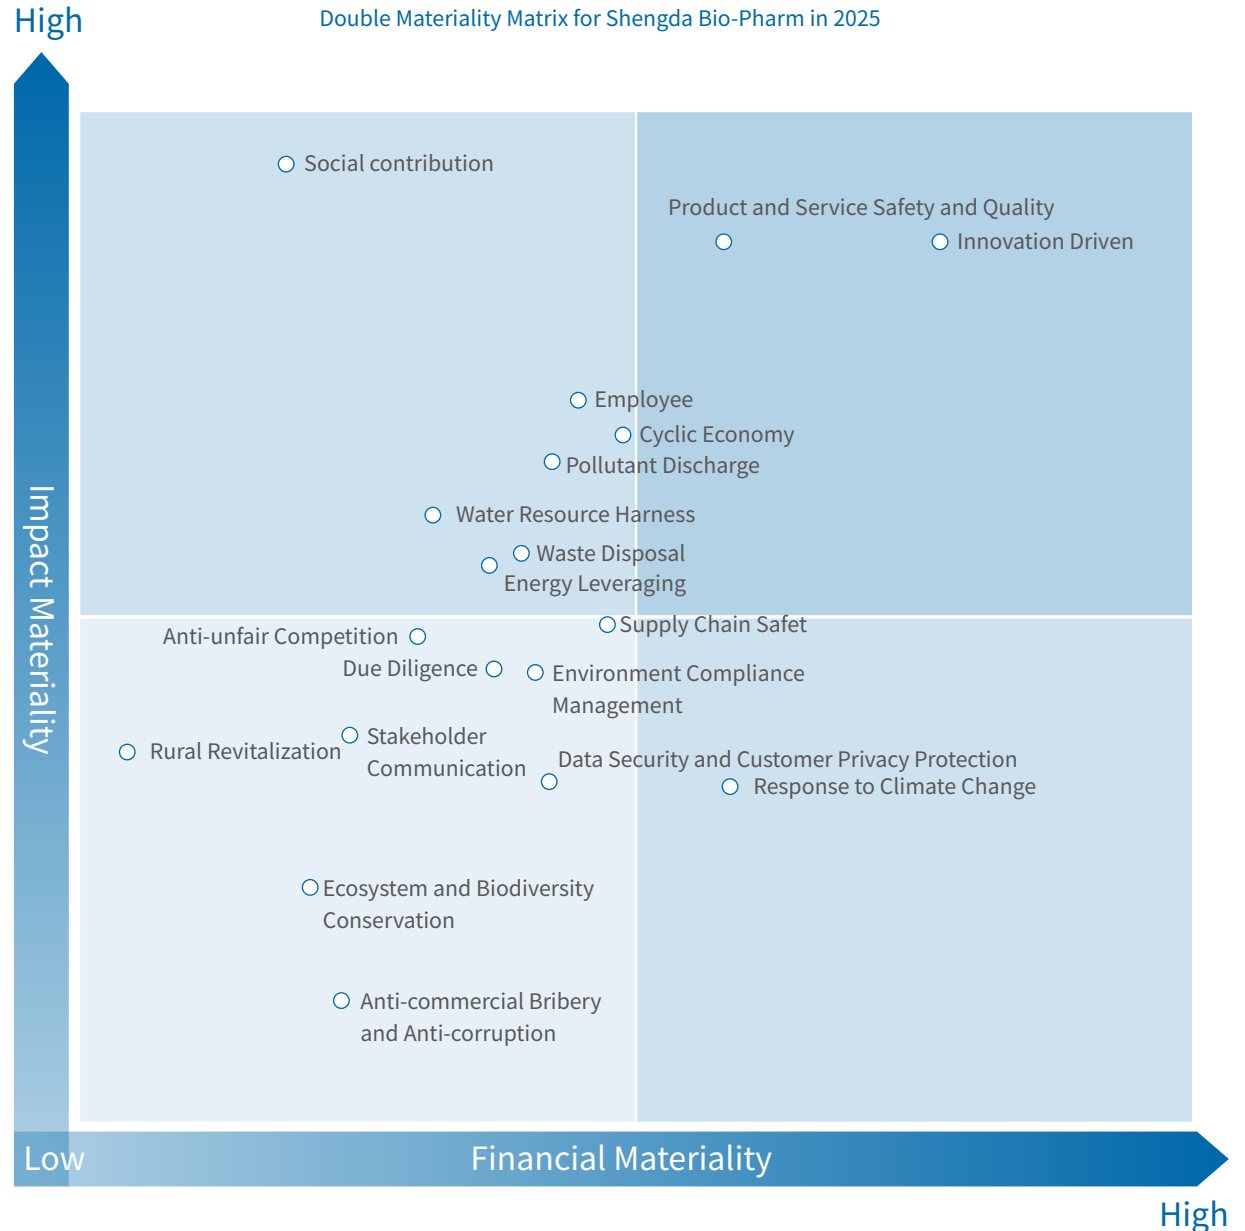 High
Double Materiality Matrix for Shengda Bio-Pharm in 2025
Social contribution
Product and Service Safety and Quality
Innovation Driven
Employee
Cyclic Economy
Pollutant Discharge
Water Resource Harness
Waste Disposal
Energy Leveraging
Impact Materiality
Supply Chain Safet
Anti-unfair Competition
Due Diligence
Environment Compliance
Management
Stakeholder
Communication
Rural Revitalization
Data Security and Customer Privacy Protection
Response to Climate Change
Ecosystem and Biodiversity
Conservation
Anti-commercial Bribery
and Anti-corruption
Low
Financial Materiality
High